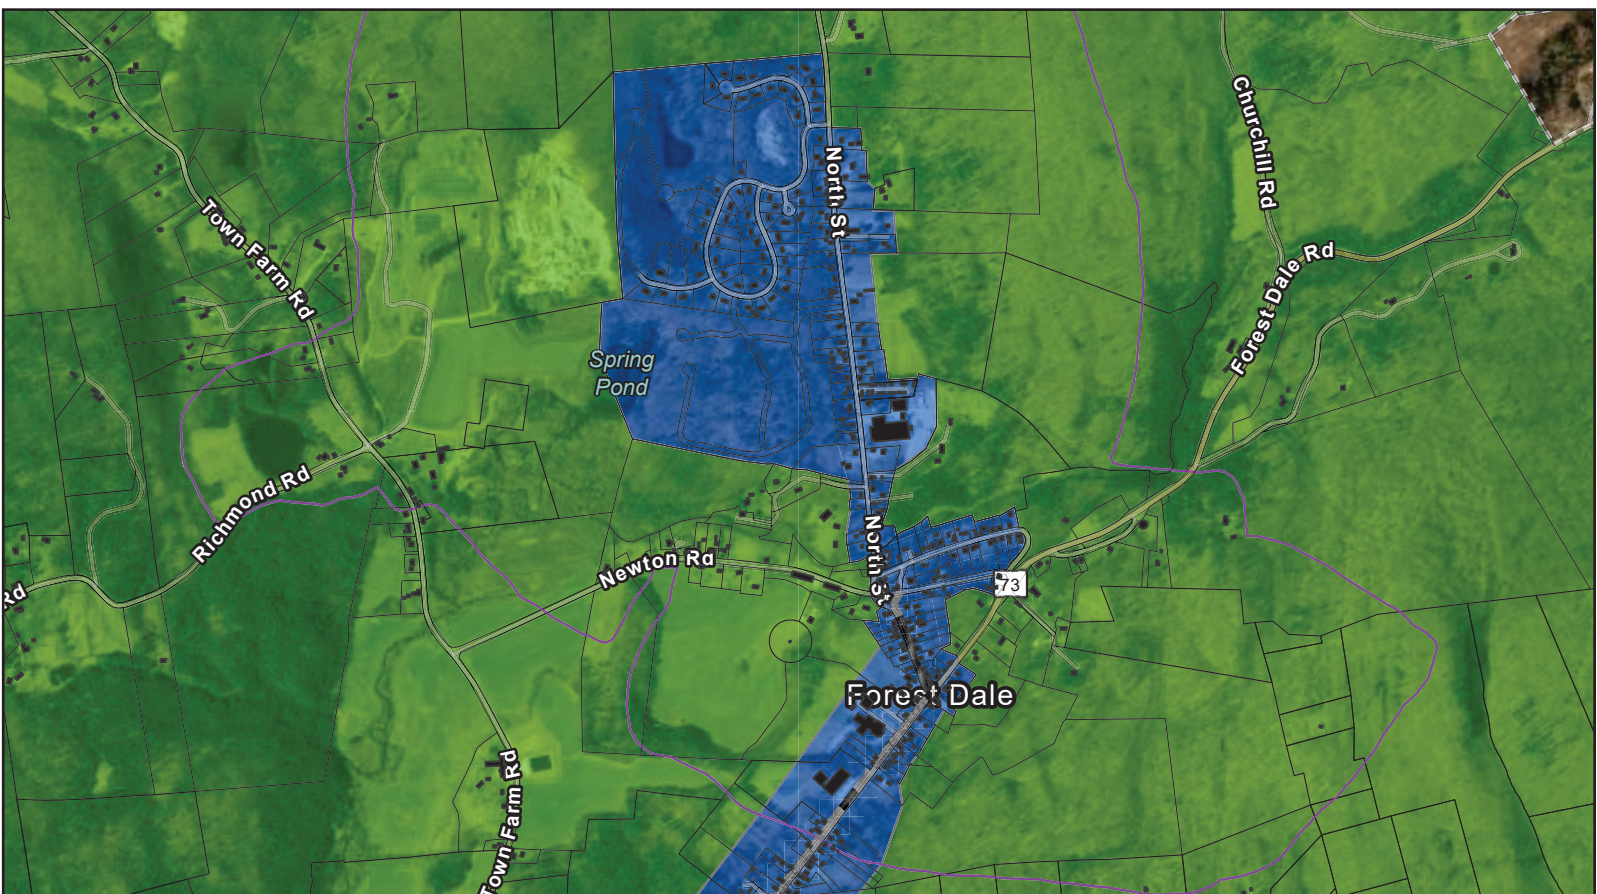 North St
Churchill Rd
Town Farm Rd
Forest Dale Rd
Spring
Pond
Richmond Rd
North St
Newton Rd
73
Rd
Forest Dale
Town Farm Rd